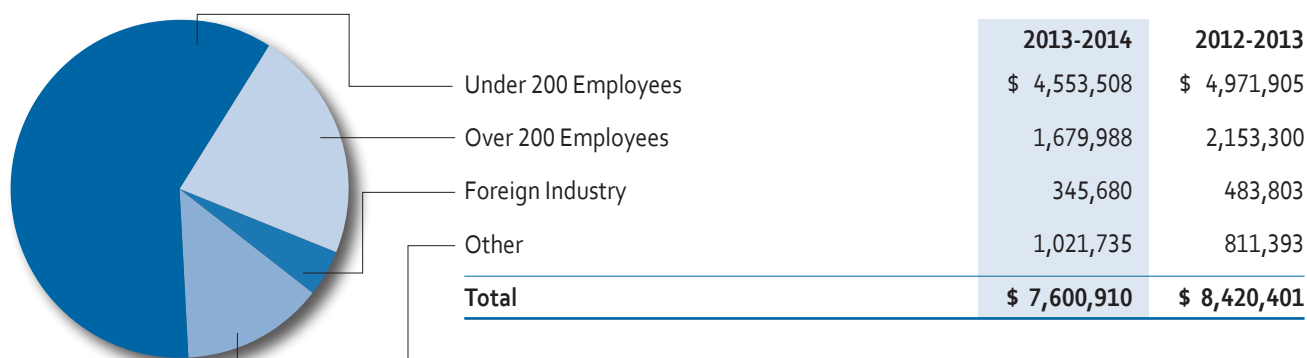 2013-2014 2012-2013
Under 200 Employees $ 4,553,508 $ 4,971,905
Over 200 Employees 1,679,988 2,153,300
Foreign Industry 345,680 483,803
Other 1,021,735 811,393
Total $ 7,600,910 $ 8,420,401